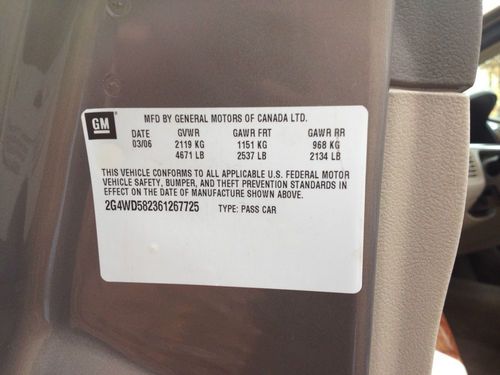 GM
MFD BY GENERAL MOTORS OF CANADA LTD.
DATE GVWR GAWR FRT GAWR RR
03/06 2119 KG 1151 KG 968 KG
4671 LB 2537 LB 2134 LB
THIS VEHICLE CONFORMS TO ALL APPLICABLE U.S. FEDERAL MOTOR
VEHICLE SAFETY, BUMPER, AND THEFT PREVENTION STANDARDS IN
EFFECT ON THE DATE OF MANUFACTURE SHOWN ABOVE.
2G4WD582361267725 TYPE: PASS CAR